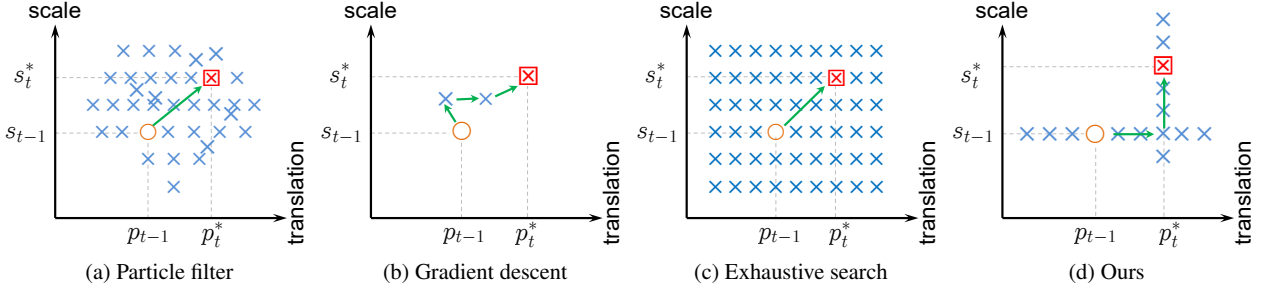 scale
s*_t
s_{t-1}
p_{t-1}
p*_t
translation
(a) Particle filter
scale
s*_t
s_{t-1}
p_{t-1}
p*_t
translation
(b) Gradient descent
scale
s*_t
s_{t-1}
p_{t-1}
p*_t
translation
(c) Exhaustive search
scale
s*_t
s_{t-1}
p_{t-1}
p*_t
translation
(d) Ours